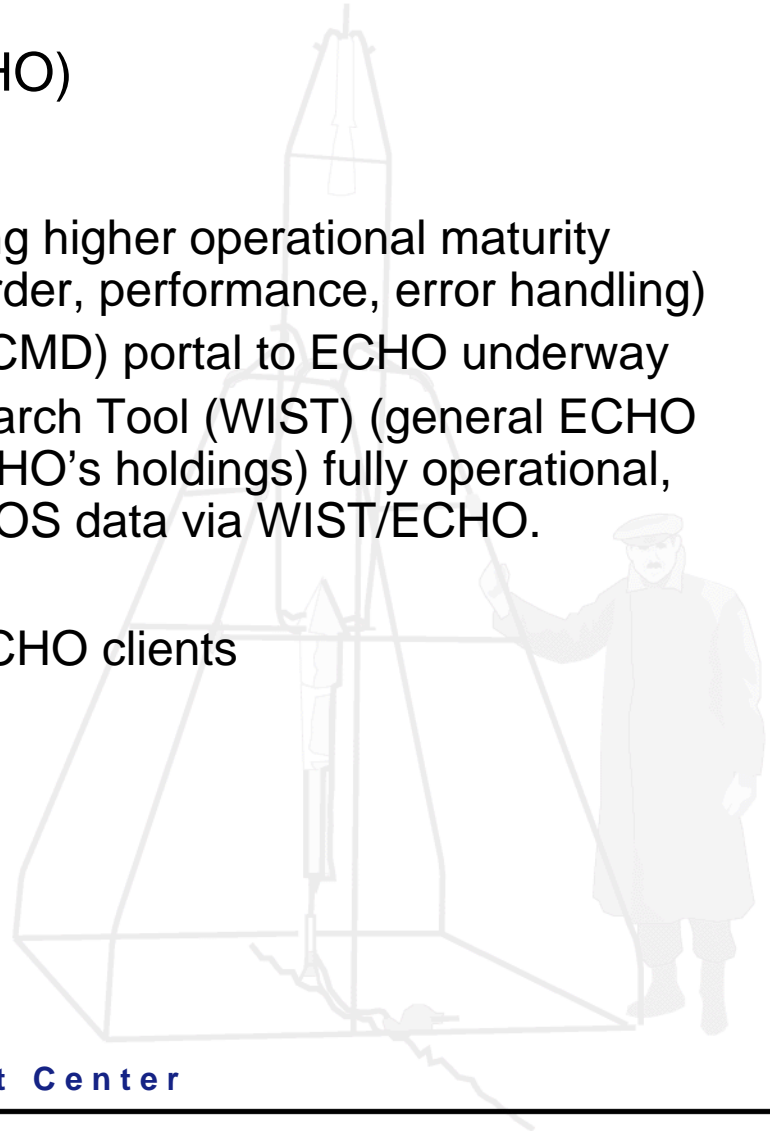 HO)
ng higher operational maturity
rder, performance, error handling)
CMD) portal to ECHO underway
arch Tool (WIST) (general ECHO
HO's holdings) fully operational,
OS data via WIST/ECHO.
CHO clients
t Center